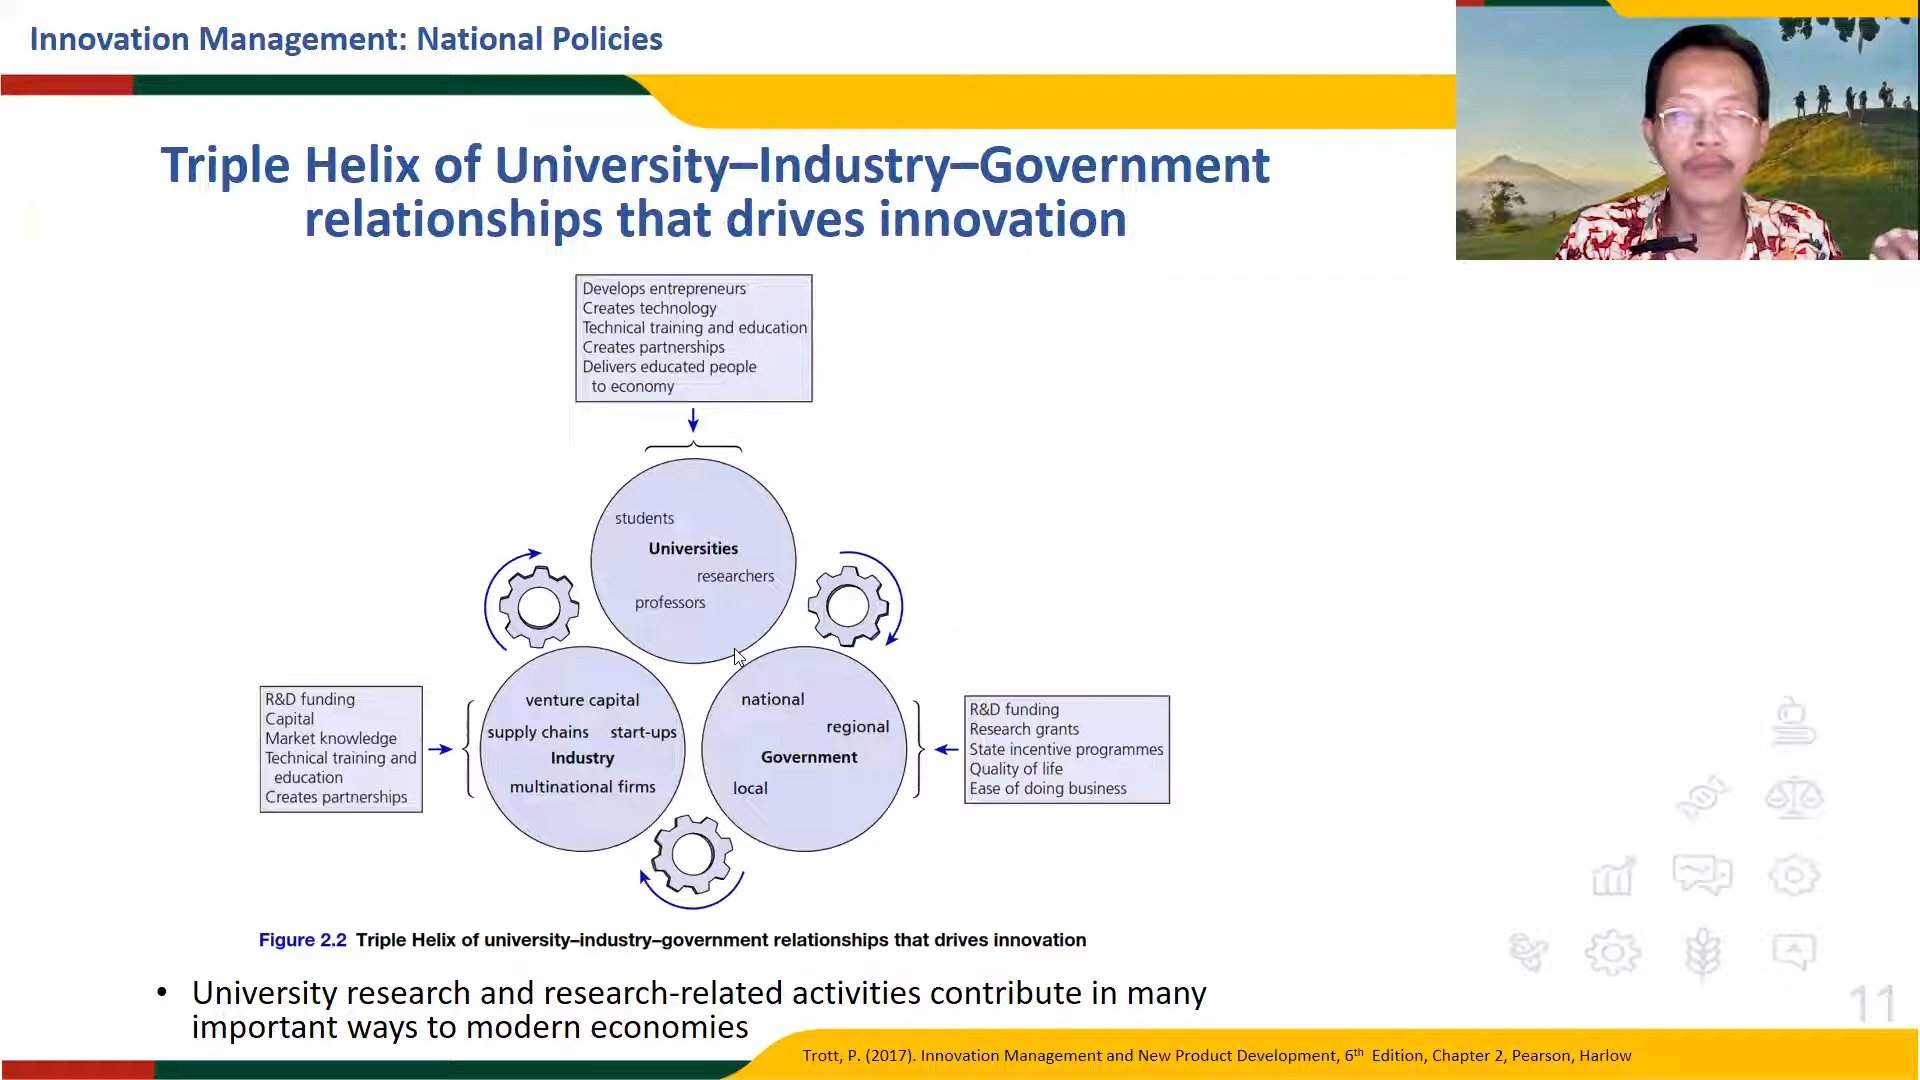 Innovation Management: National Policies
Triple Helix of University–Industry–Government
relationships that drives innovation
Develops entrepreneurs
Creates technology
Technical training and education
Creates partnerships
Delivers educated people
to economy
students
Universities
researchers
professors
R&D funding
Capital
Market knowledge
Technical training and
education
Creates partnerships
venture capital
supply chains start-ups
Industry
multinational firms
national
regional
Government
local
R&D funding
Research grants
State incentive programmes
Quality of life
Ease of doing business
Figure 2.2 Triple Helix of university–industry–government relationships that drives innovation
• University research and research-related activities contribute in many
important ways to modern economies
11
Trott, P. (2017). Innovation Management and New Product Development, 6th Edition, Chapter 2, Pearson, Harlow